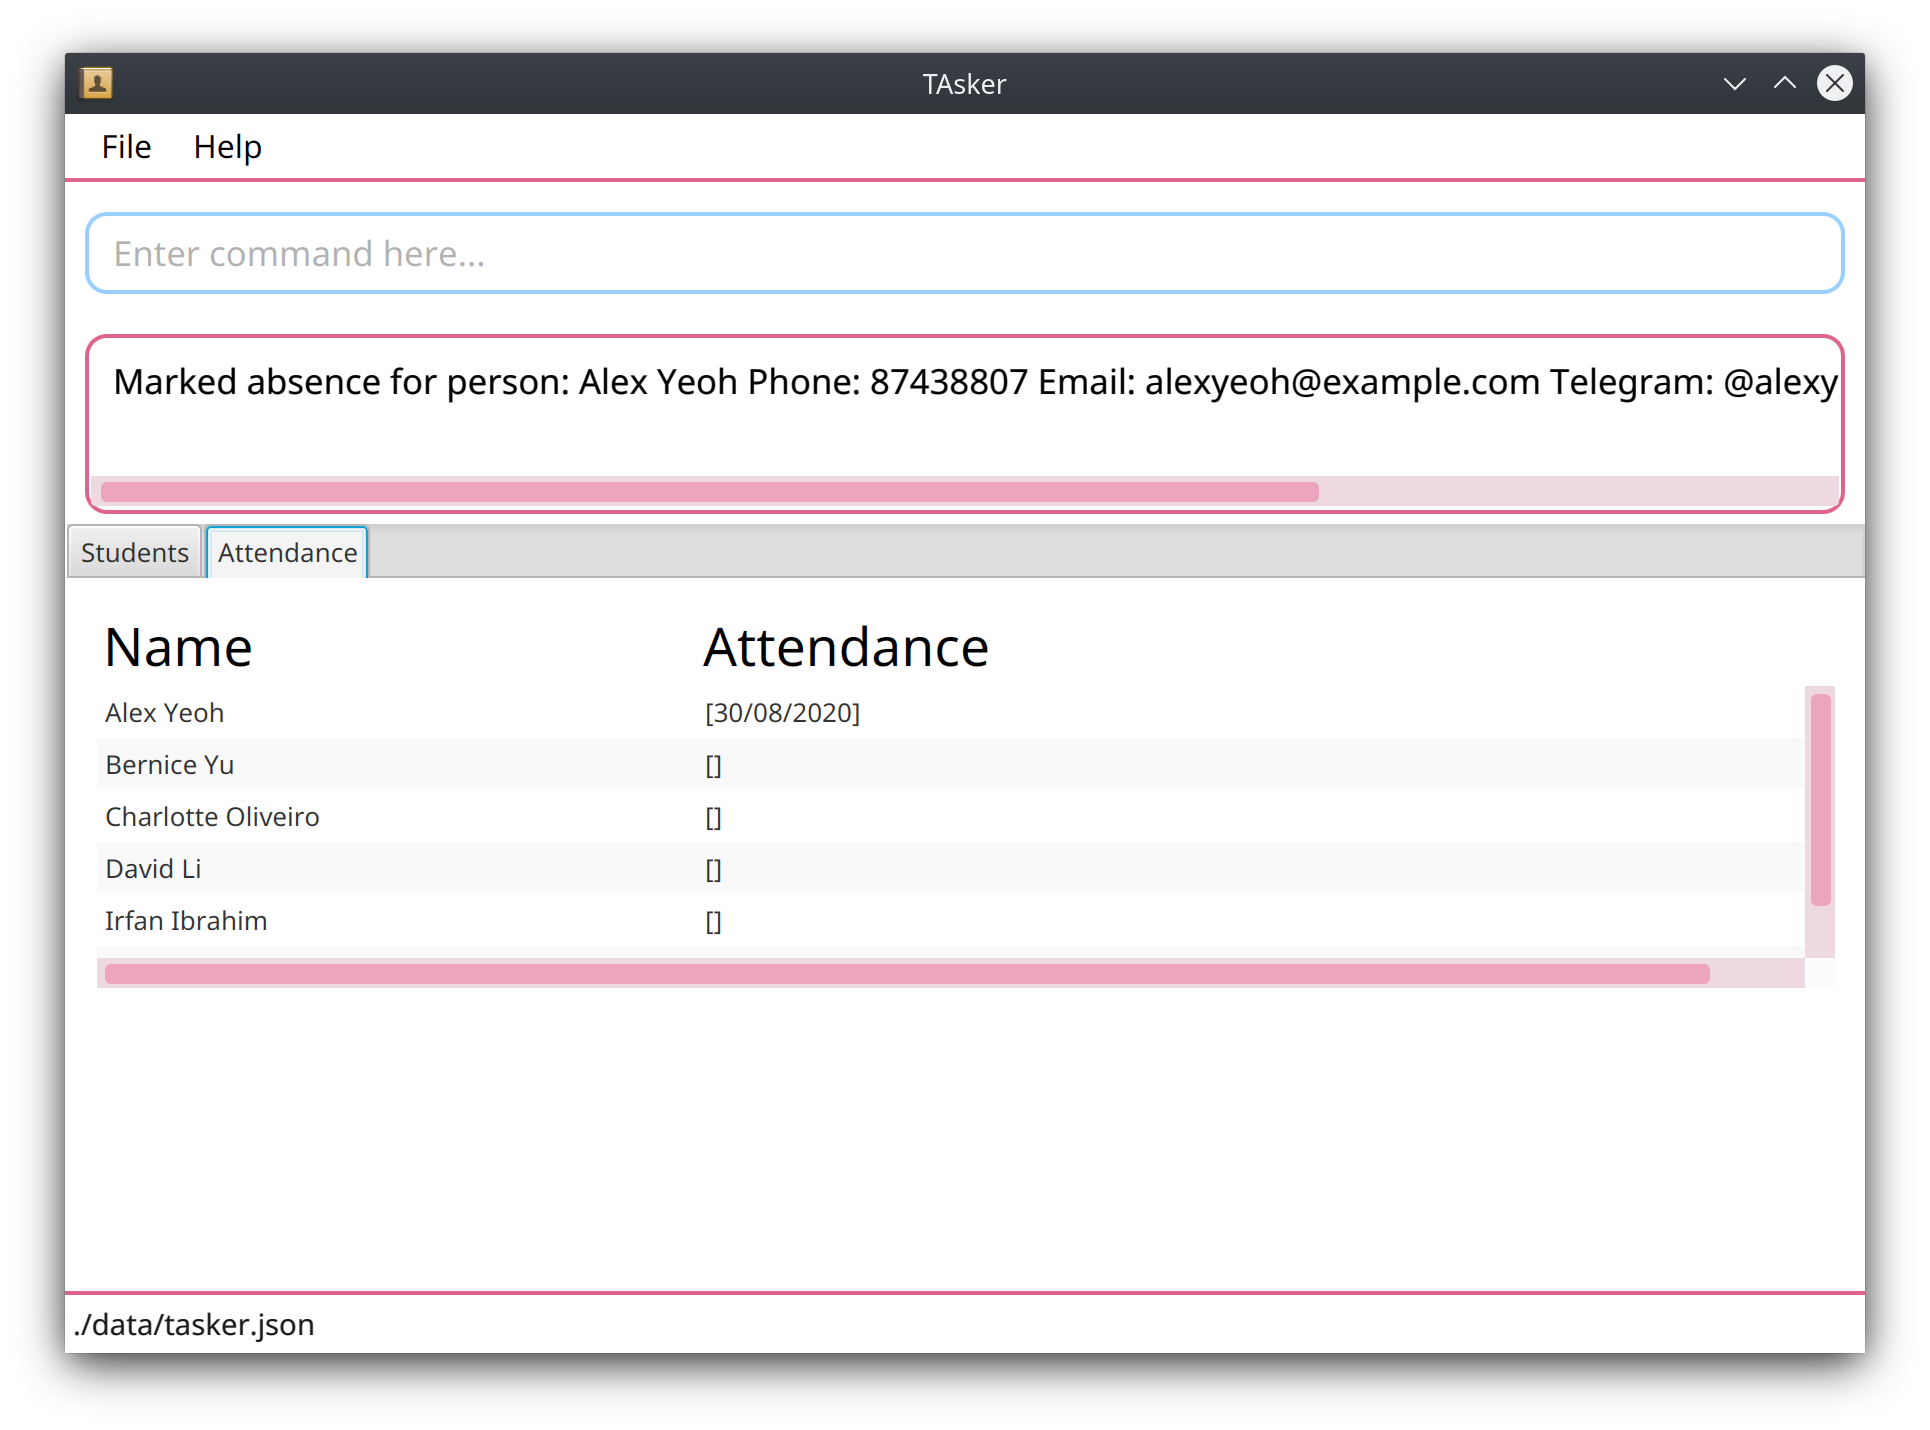 TAsker
File Help
Enter command here...
Marked absence for person: Alex Yeoh Phone: 87438807 Email: alexyeoh@example.com Telegram: @alexy
Students Attendance
Name Attendance
Alex Yeoh [30/08/2020]
Bernice Yu []
Charlotte Oliveiro []
David Li []
Irfan Ibrahim []
./data/tasker.json